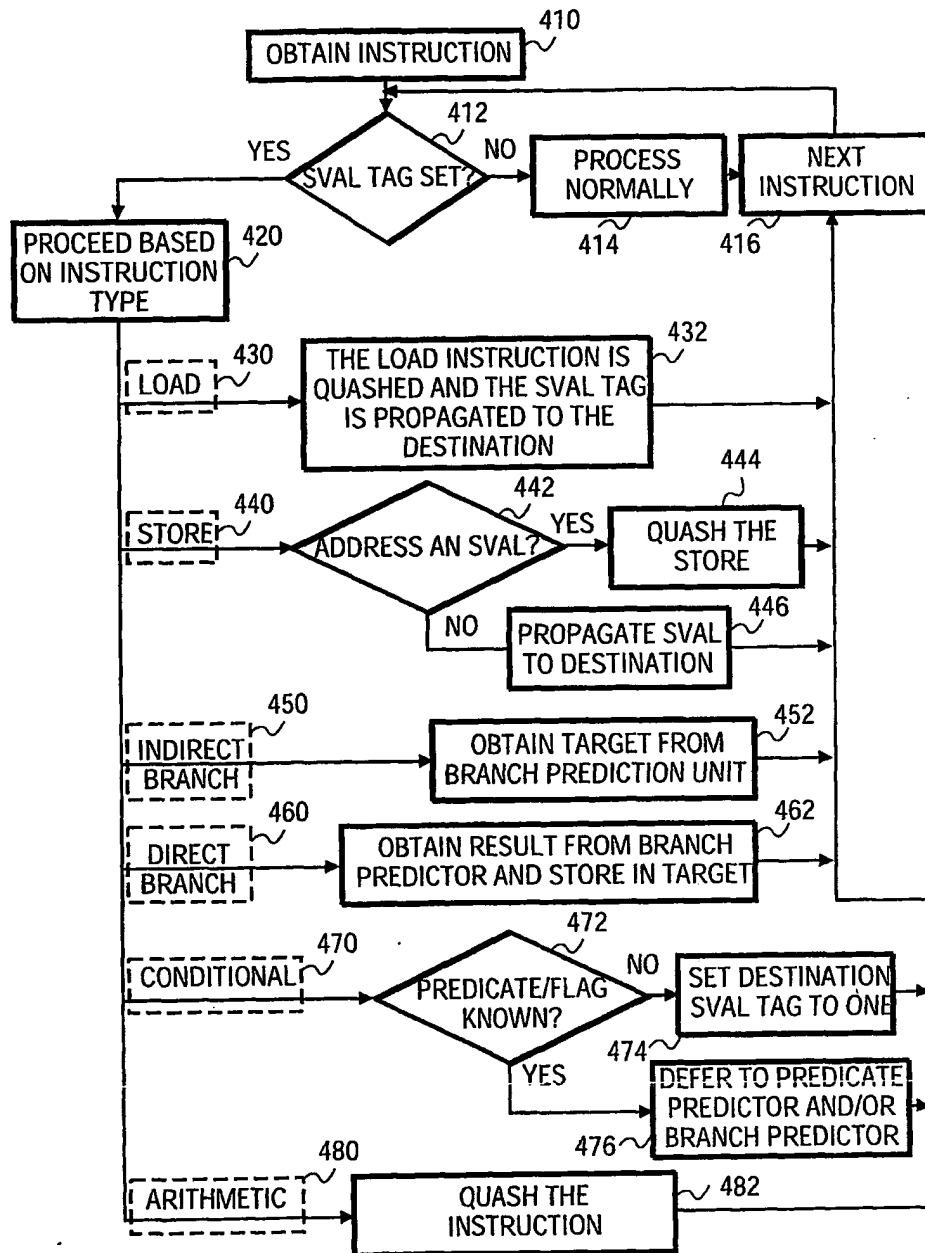 410
OBTAIN INSTRUCTION
412
YES
NO
SVAL TAG SET?
PROCESS
NORMALLY
414
NEXT
INSTRUCTION
416
PROCEED BASED
ON INSTRUCTION
TYPE
420
430
LOAD
432
THE LOAD INSTRUCTION IS
QUASHED AND THE SVAL TAG
IS PROPAGATED TO THE
DESTINATION
440
STORE
442
ADDRESS AN SVAL?
YES
444
QUASH THE
STORE
NO
446
PROPAGATE SVAL
TO DESTINATION
450
INDIRECT
BRANCH
452
OBTAIN TARGET FROM
BRANCH PREDICTION UNIT
460
DIRECT
BRANCH
462
OBTAIN RESULT FROM BRANCH
PREDICTOR AND STORE IN TARGET
470
CONDITIONAL
472
PREDICATE/FLAG
KNOWN?
NO
SET DESTINATION
SVAL TAG TO ONE
474
YES
DEFER TO PREDICATE
PREDICTOR AND/OR
BRANCH PREDICTOR
476
480
ARITHMETIC
482
QUASH THE
INSTRUCTION